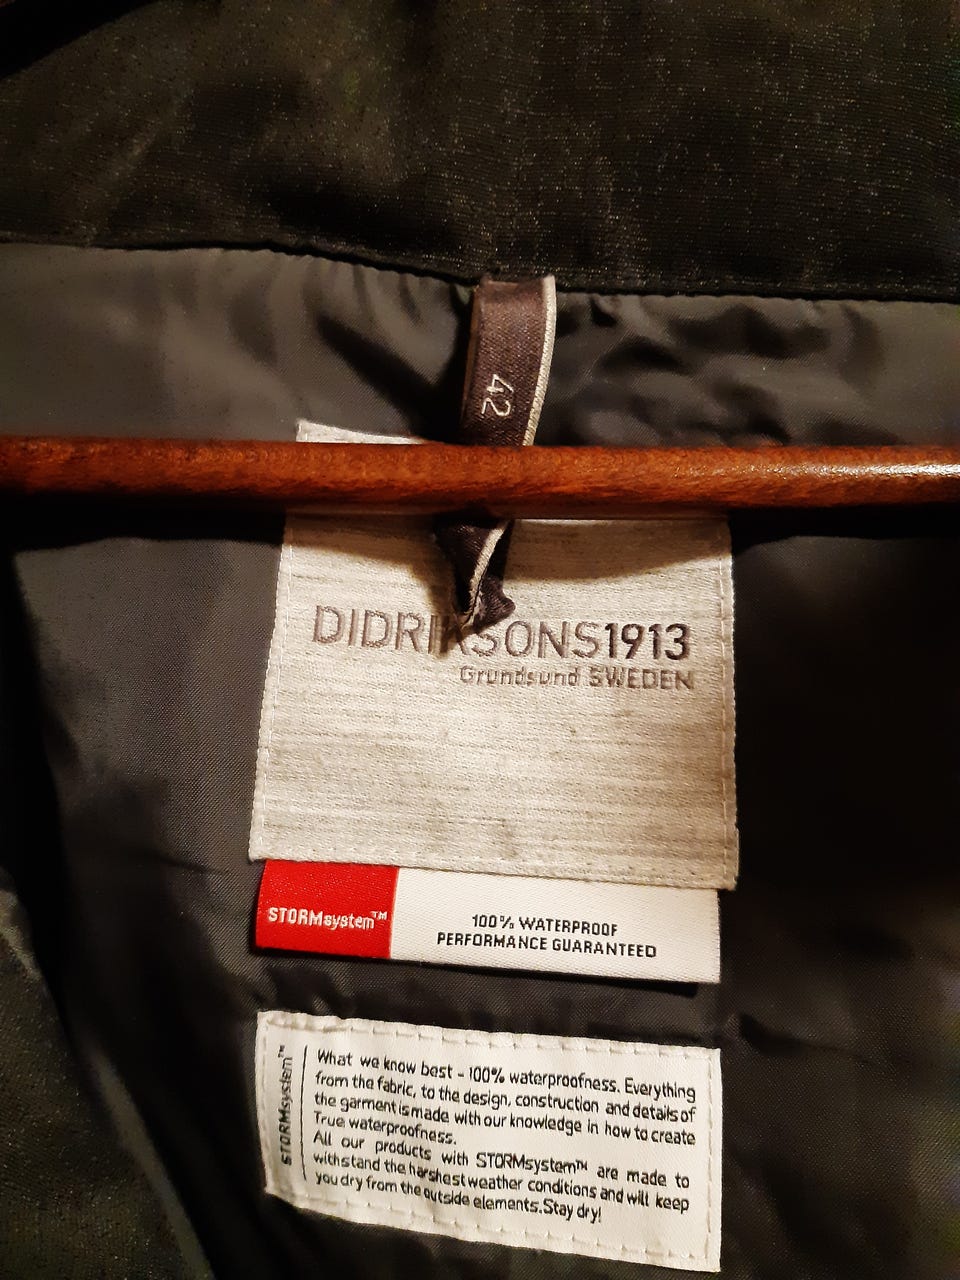 42
DIDRIKSONS1913
Grundsund SWEDEN
STORMsystem™
100% WATERPROOF
PERFORMANCE GUARANTEED
STORMsystem™
What we know best - 100% waterproofness. Everything
from the fabric, to the design, construction and details of
the garment is made with our knowledge in how to create
True waterproofness.
All our products with STORMsystem™ are made to
withstand the harshest weather conditions and will keep
you dry from the outside elements. Stay dry!